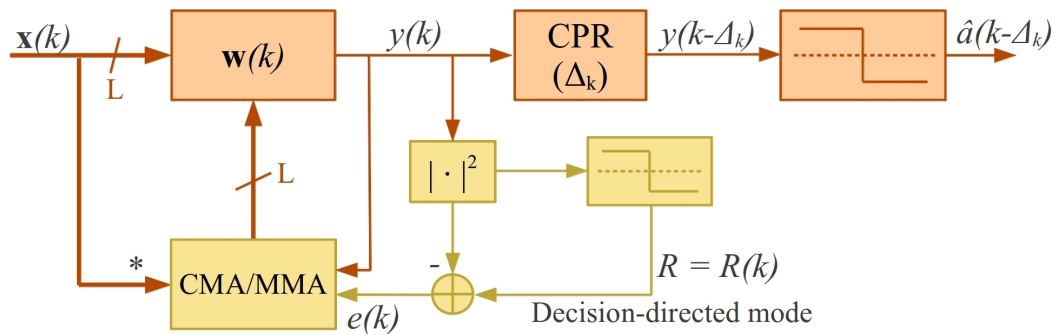 x(k)
L
w(k)
y(k)
CPR
(Δₖ)
y(k-Δₖ)
â(k-Δₖ)
| · |²
L
*
CMA/MMA
-
e(k)
R = R(k)
Decision-directed mode